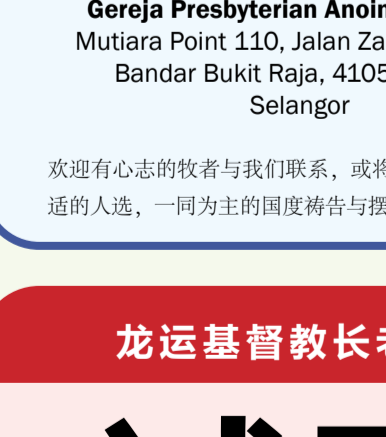 Gereja Presbyterian Anoin
Mutiara Point 110, Jalan Za
Bandar Bukit Raja, 4105
Selangor
欢迎有心志的牧者与我们联系，或将
适的人选，一同为主的国度祷告与摆
龙运基督教长老